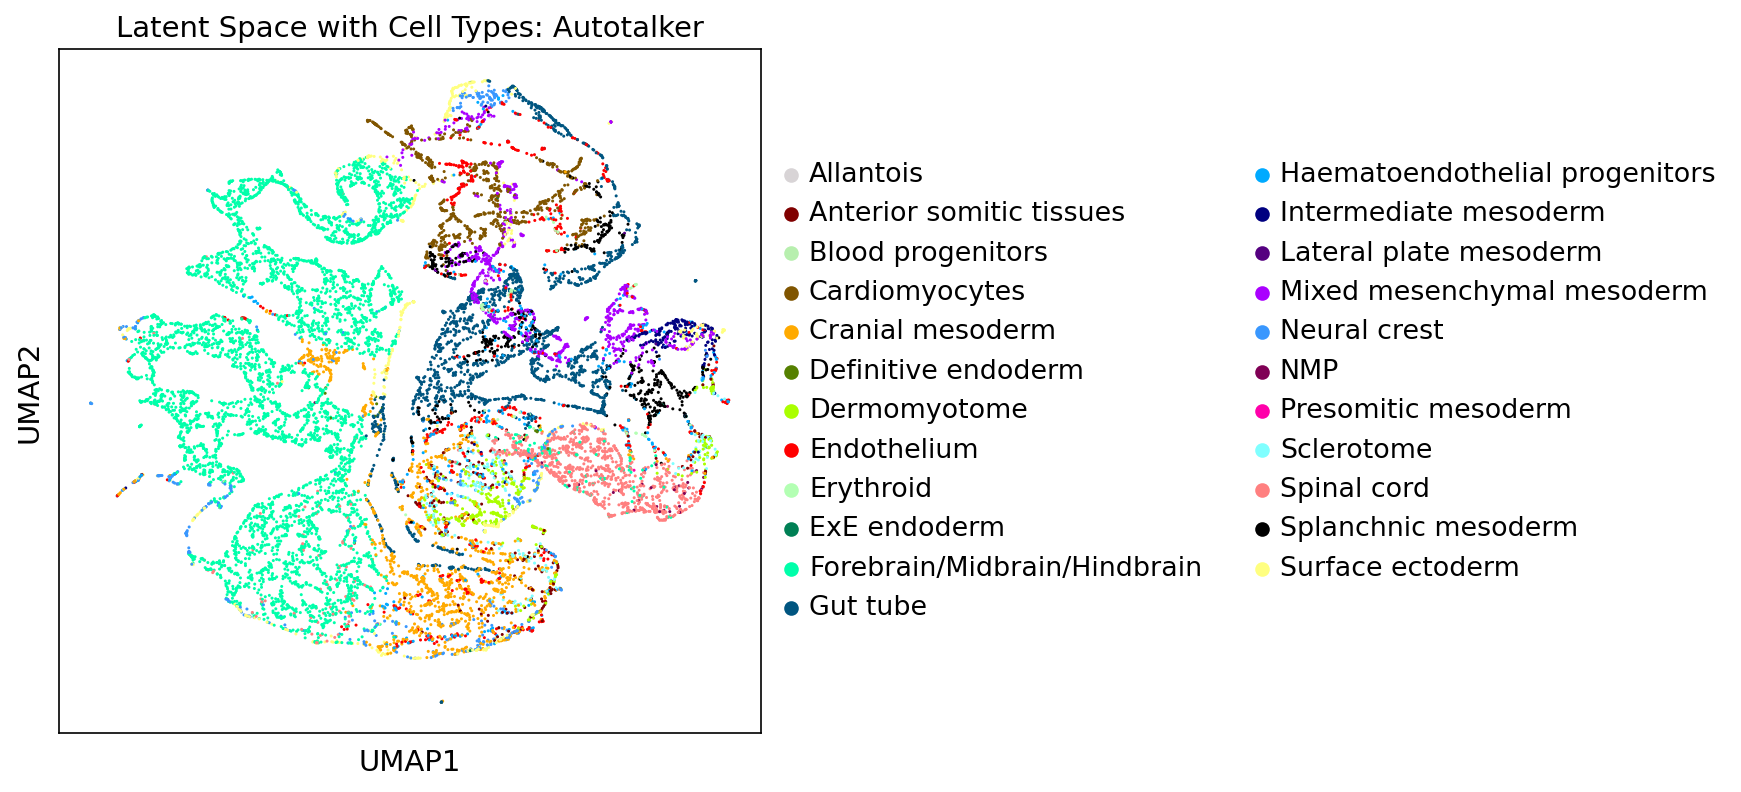 Latent Space with Cell Types: Autotalker
UMAP2
UMAP1
Allantois
Anterior somitic tissues
Blood progenitors
Cardiomyocytes
Cranial mesoderm
Definitive endoderm
Dermomyotome
Endothelium
Erythroid
ExE endoderm
Forebrain/Midbrain/Hindbrain
Gut tube
Haematoendothelial progenitors
Intermediate mesoderm
Lateral plate mesoderm
Mixed mesenchymal mesoderm
Neural crest
NMP
Presomitic mesoderm
Sclerotome
Spinal cord
Splanchnic mesoderm
Surface ectoderm